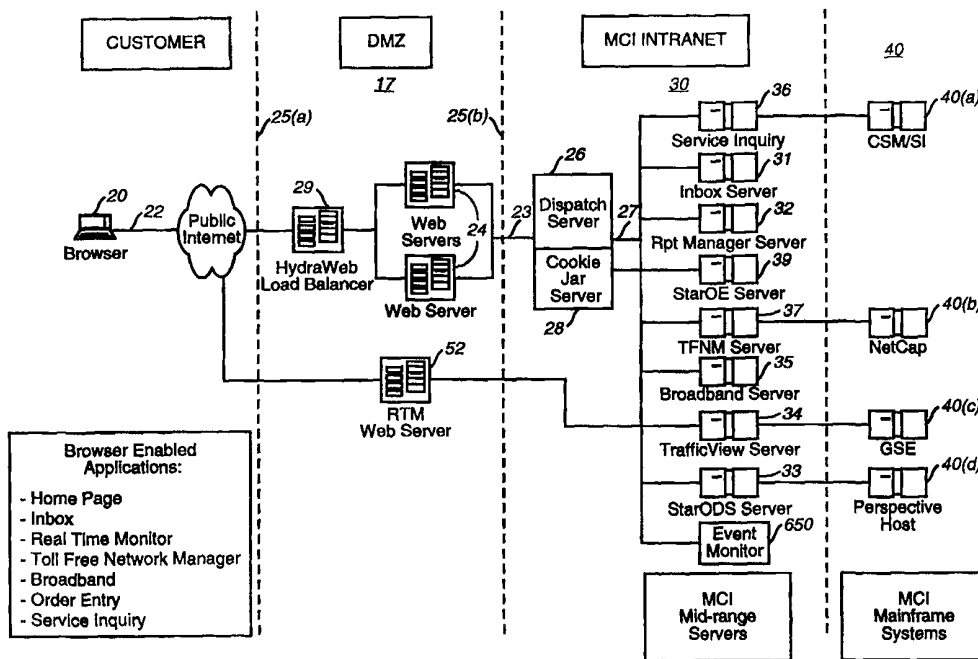 CUSTOMER
DMZ
17
MCI INTRANET
30
40
25(a)
25(b)
20
22
Browser
Public
Internet
29
HydraWeb
Load Balancer
Web
Servers
24
Web Server
23
26
Dispatch
Server
27
Cookie
Jar
Server
28
36
Service Inquiry
40(a)
CSM/SI
31
Inbox Server
32
Rpt Manager Server
39
StarOE Server
37
TFNM Server
40(b)
NetCap
35
Broadband Server
52
RTM
Web Server
34
TrafficView Server
40(c)
GSE
33
StarODS Server
40(d)
Perspective
Host
Event
Monitor
650
Browser Enabled
Applications:
- Home Page
- Inbox
- Real Time Monitor
- Toll Free Network Manager
- Broadband
- Order Entry
- Service Inquiry
MCI
Mid-range
Servers
MCI
Mainframe
Systems